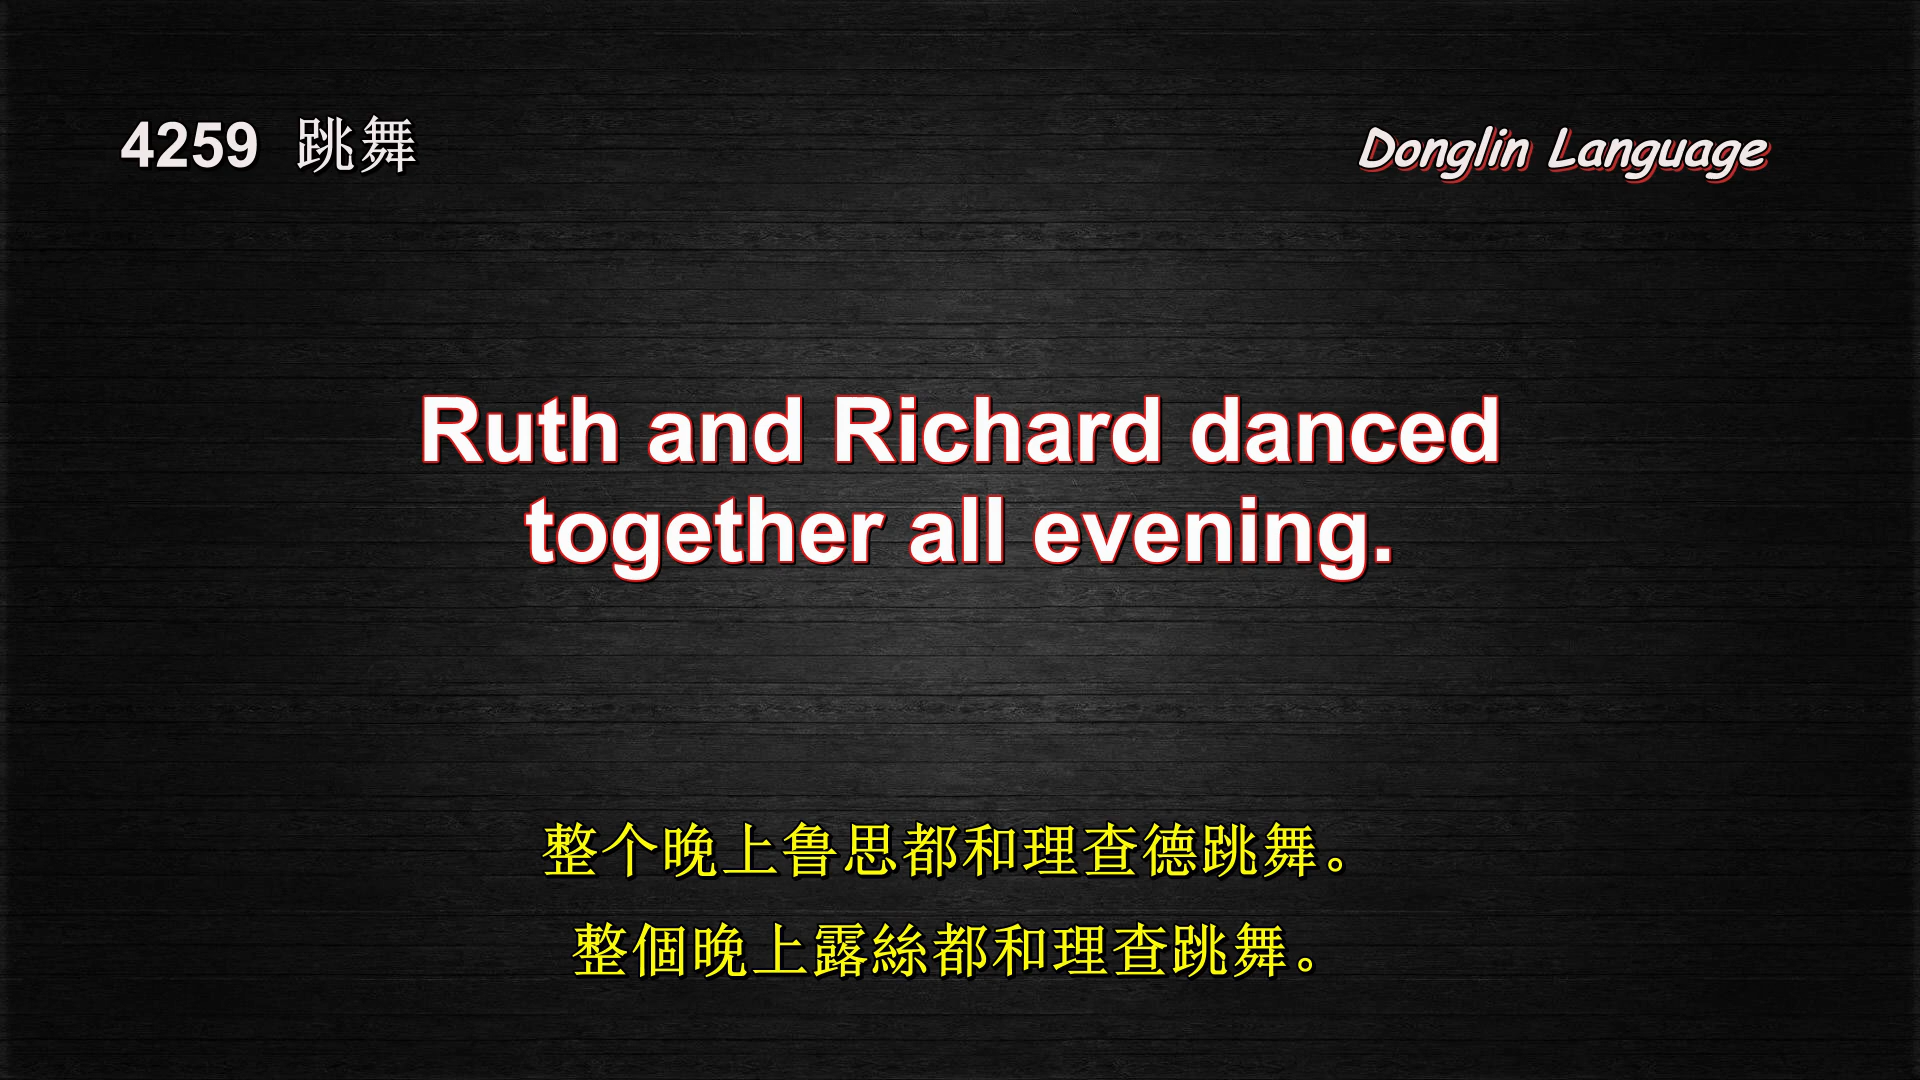 4259 跳舞
Donglin Language
Ruth and Richard danced
together all evening.
整个晚上鲁思都和理查德跳舞。
整個晚上露絲都和理查跳舞。